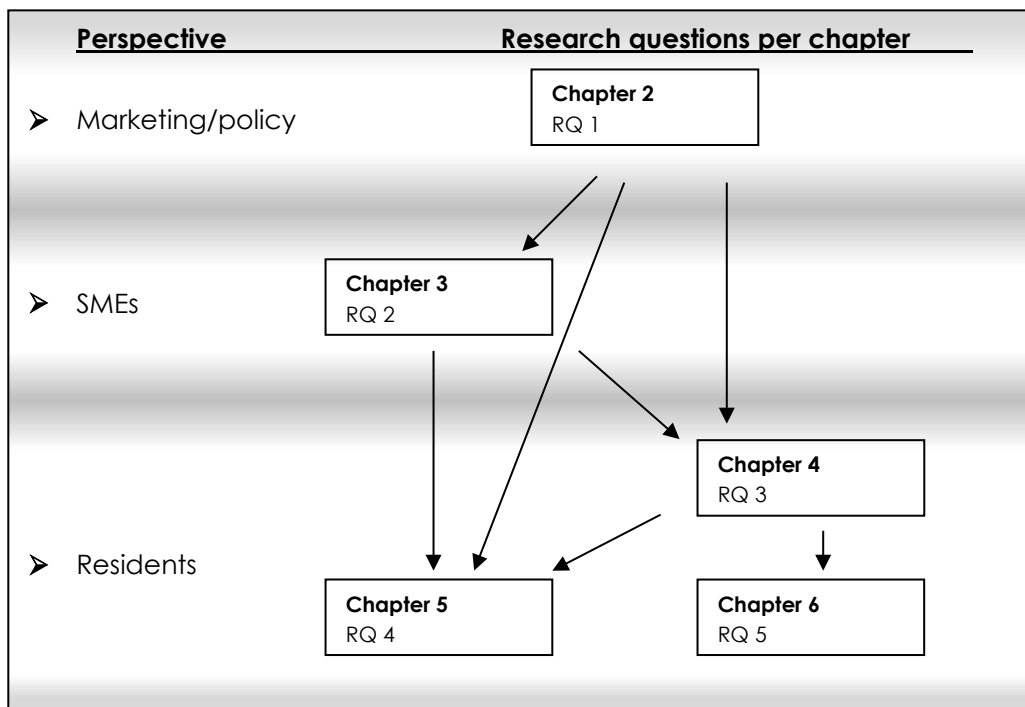 Perspective Research questions per chapter
Chapter 2
➢ Marketing/policy
RQ 1
Chapter 3
➢ SMEs
RQ 2
Chapter 4
RQ 3
➢ Residents
Chapter 5 Chapter 6
RQ 4 RQ 5